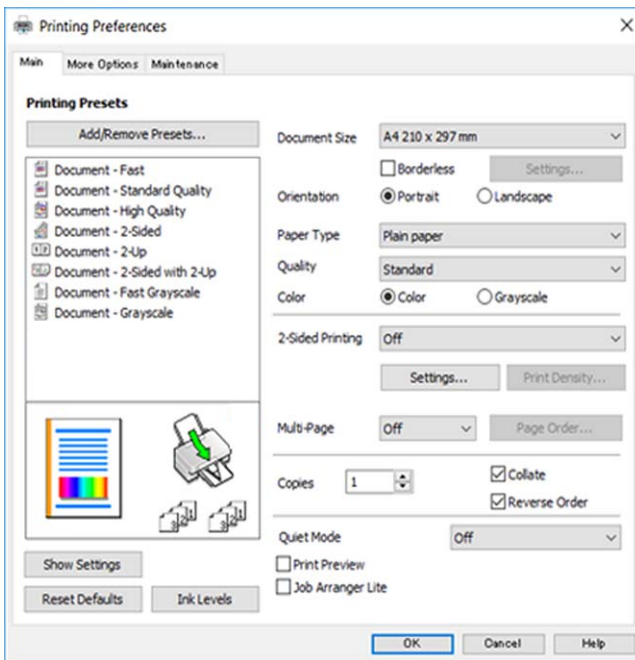 Printing Preferences
Main More Options Maintenance
Printing Presets
Add/Remove Presets...
Document - Fast
Document - Standard Quality
Document - High Quality
Document - 2-Sided
Document - 2-Up
Document - 2-Sided with 2-Up
Document - Fast Grayscale
Document - Grayscale
Show Settings
Reset Defaults Ink Levels
Document Size A4 210 x 297 mm
Borderless Settings...
Orientation Portrait Landscape
Paper Type Plain paper
Quality Standard
Color Color Grayscale
2-Sided Printing Off
Settings... Print Density...
Multi-Page Off Page Order...
Copies 1 Collate
Reverse Order
Quiet Mode Off
Print Preview
Job Arranger Lite
OK Cancel Help